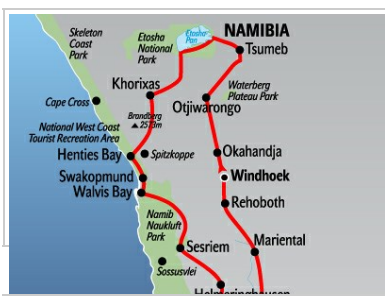 NAMIBIA
Skeleton
Coast
Park
Etosha
National
Park
Etosha
Pan
Tsumeb
Khorixas
Waterberg
Plateau Park
Cape Cross
Otjiwarongo
Brandberg
▲ 2573m
National West Coast
Tourist Recreation Area
Henties Bay
Spitzkoppe
Okahandja
Swakopmund
Windhoek
Walvis Bay
Rehoboth
Namib
Naukluft
Park
Sesriem
Mariental
Sossusvlei
Helmeringhausen